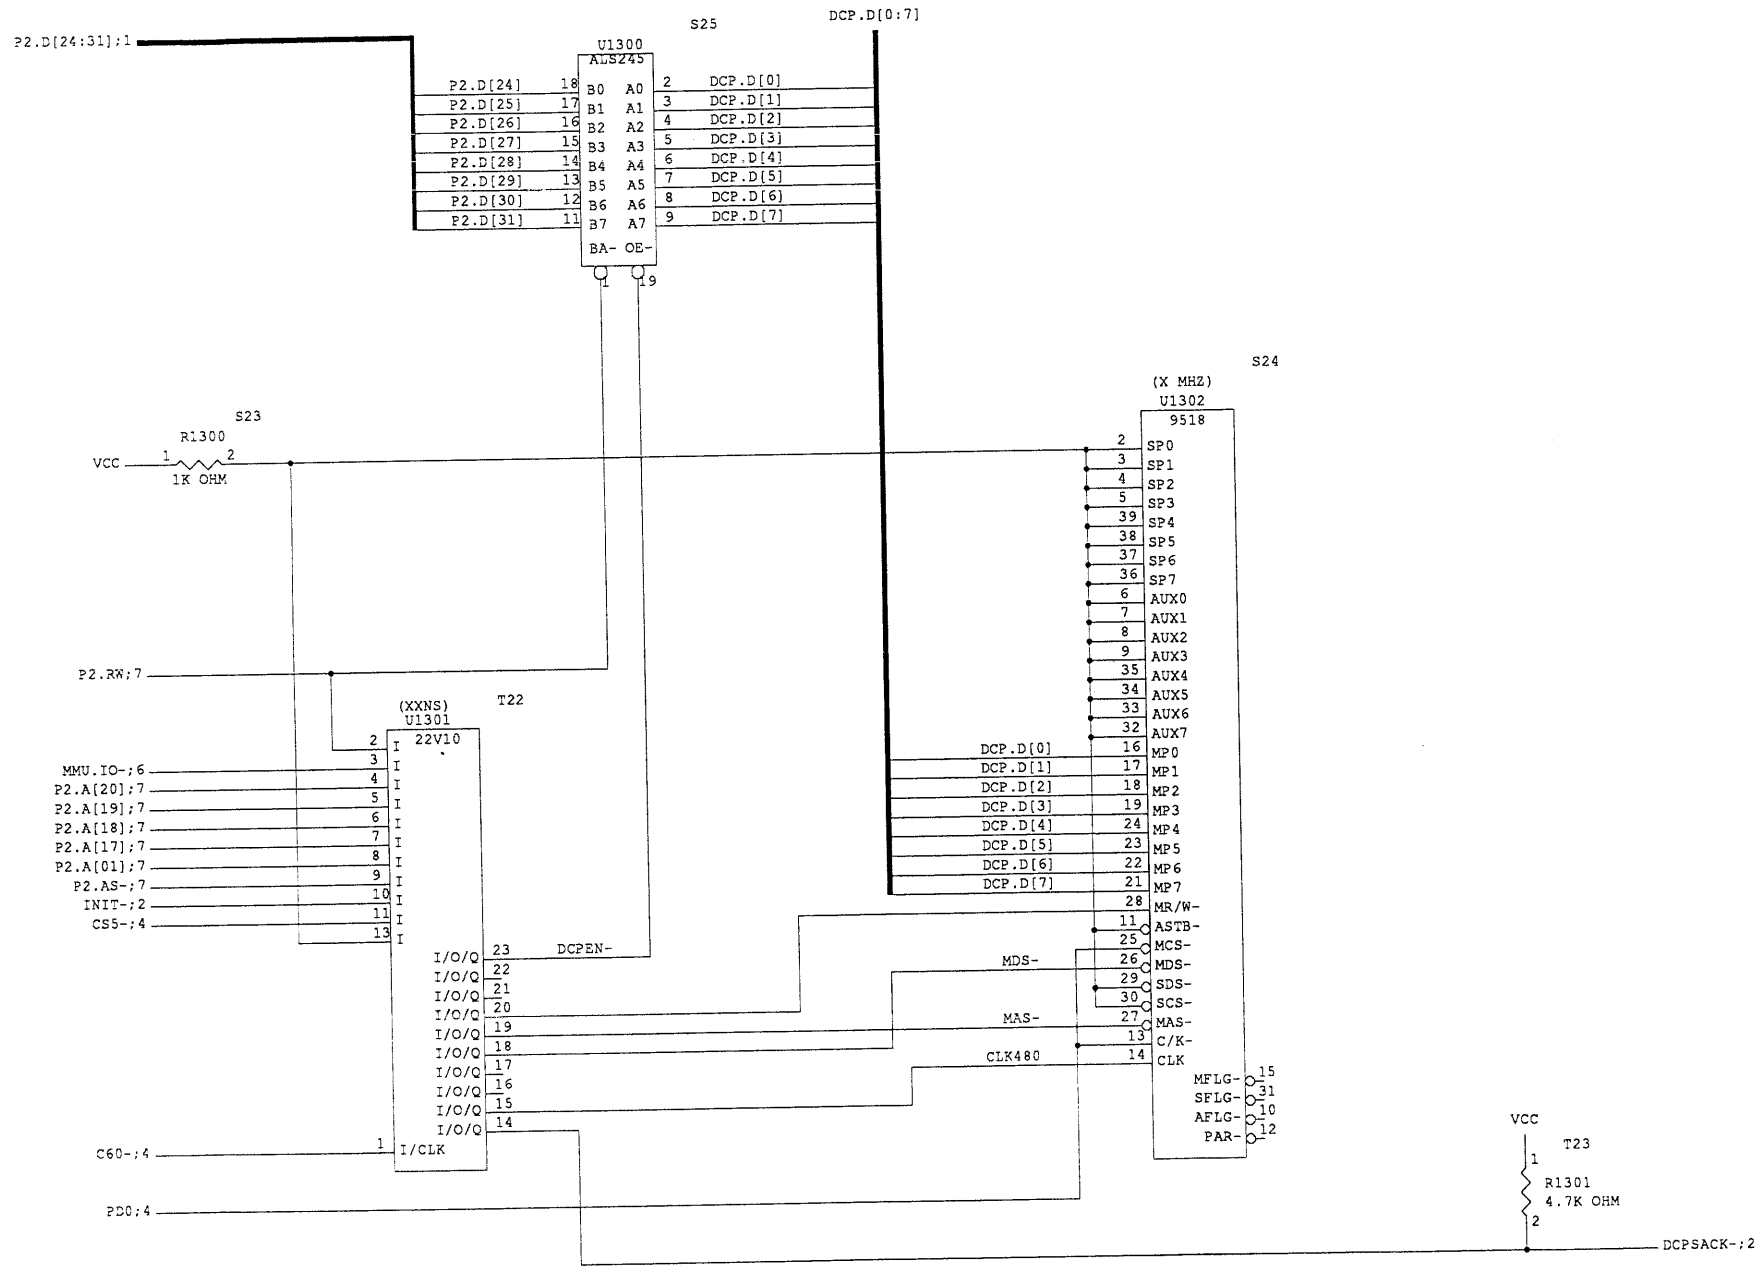 DCP.D[0:7]
S25
P2.D[24:31];1
U1300
ALS245
P2.D[24] 18 B0 A0 2 DCP.D[0]
P2.D[25] 17 B1 A1 3 DCP.D[1]
P2.D[26] 16 B2 A2 4 DCP.D[2]
P2.D[27] 15 B3 A3 5 DCP.D[3]
P2.D[28] 14 B4 A4 6 DCP.D[4]
P2.D[29] 13 B5 A5 7 DCP.D[5]
P2.D[30] 12 B6 A6 8 DCP.D[6]
P2.D[31] 11 B7 A7 9 DCP.D[7]
BA- OE-
1 19
S24
(X MHZ)
U1302
9518
S23
R1300
VCC 1 2
1K OHM
2 SP0
3 SP1
4 SP2
5 SP3
39 SP4
38 SP5
37 SP6
36 SP7
6 AUX0
7 AUX1
8 AUX2
9 AUX3
35 AUX4
34 AUX5
33 AUX6
32 AUX7
DCP.D[0] 16 MP0
DCP.D[1] 17 MP1
DCP.D[2] 18 MP2
DCP.D[3] 19 MP3
DCP.D[4] 24 MP4
DCP.D[5] 23 MP5
DCP.D[6] 22 MP6
DCP.D[7] 21 MP7
28 MR/W-
11 ASTB-
25 MCS-
MDS- 26 MDS-
29 SDS-
30 SCS-
MAS- 27 MAS-
13 C/K-
CLK480 14 CLK
MFLG- 15
SFLG- 31
AFLG- 10
PAR- 12
P2.RW;7
T22
(XXNS)
U1301
22V10
2 I
MMU.IO-;6 3 I
P2.A[20];7 4 I
P2.A[19];7 5 I
P2.A[18];7 6 I
P2.A[17];7 7 I
P2.A[01];7 8 I
P2.AS-;7 9 I
INIT-;2 10 I
CS5-;4 11 I
13 I
I/O/Q 23 DCPEN-
I/O/Q 22
I/O/Q 21
I/O/Q 20
I/O/Q 19
I/O/Q 18
I/O/Q 17
I/O/Q 16
I/O/Q 15
I/O/Q 14
C60-;4 1 I/CLK
PD0;4
VCC
T23
1
R1301
4.7K OHM
2
DCPSACK-;2